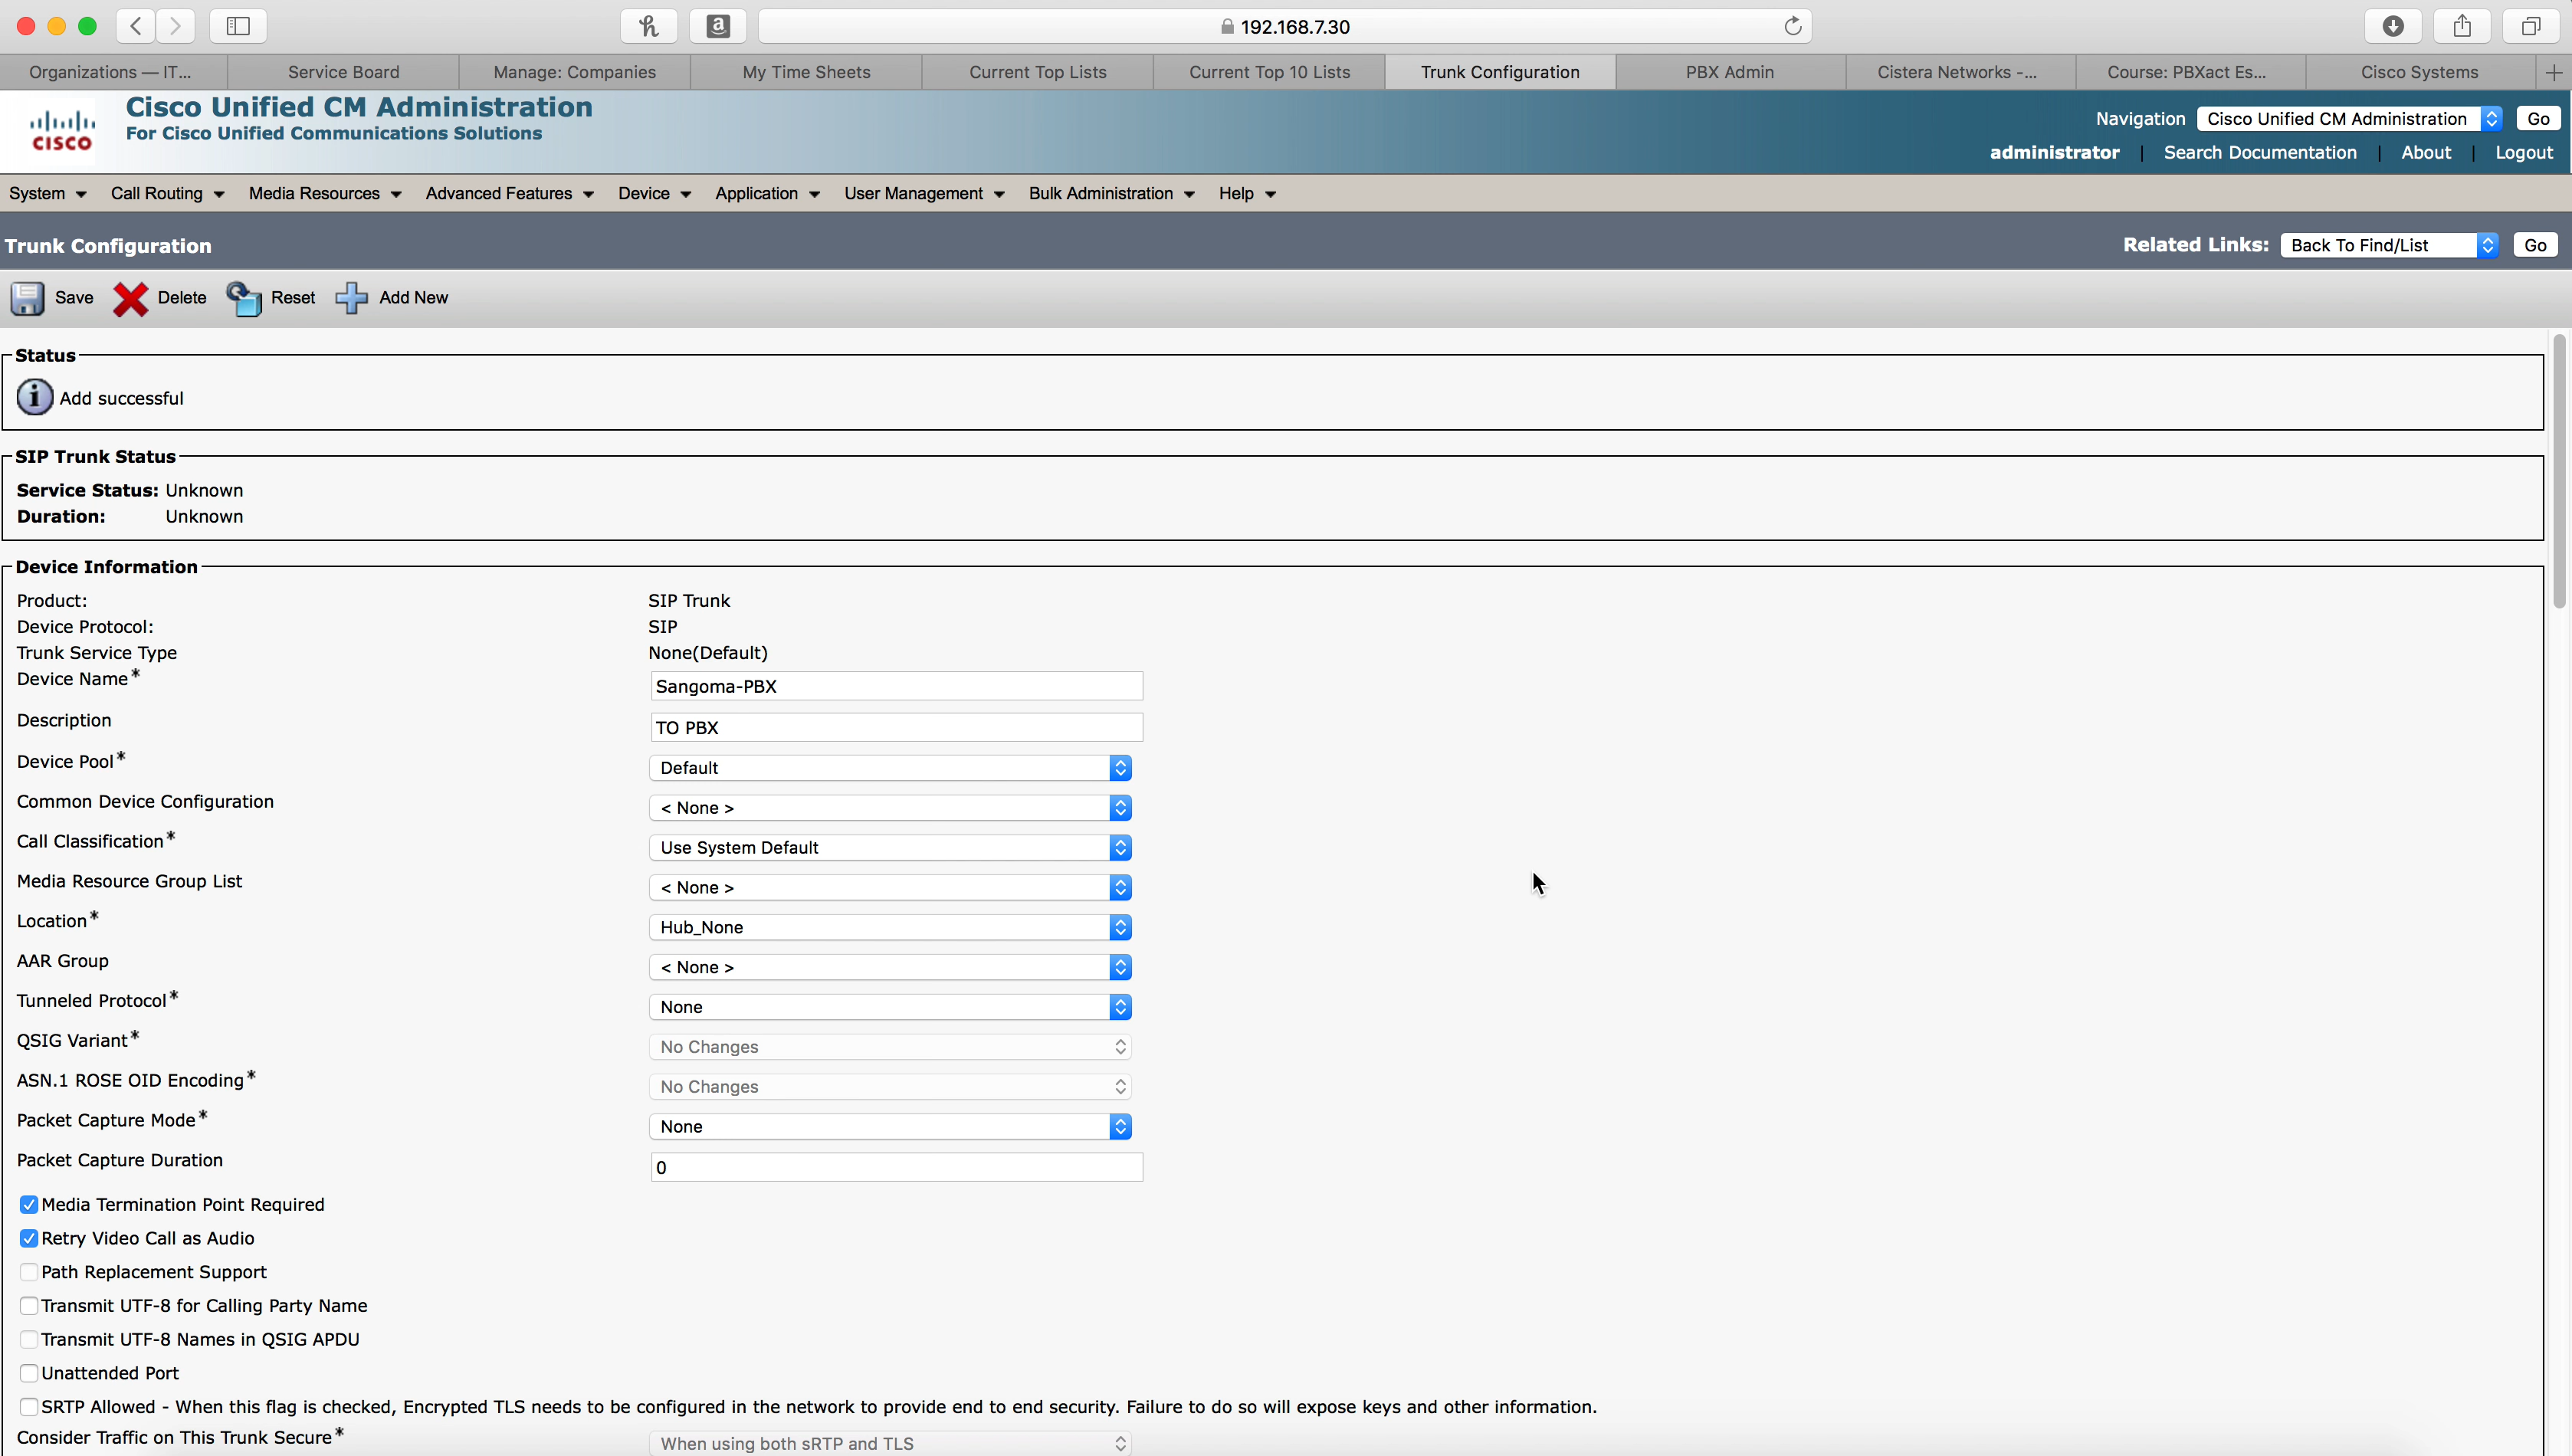 192.168.7.30
Organizations — IT...
Service Board
Manage: Companies
My Time Sheets
Current Top Lists
Current Top 10 Lists
Trunk Configuration
PBX Admin
Cistera Networks -...
Course: PBXact Es...
Cisco Systems
CISCO
Cisco Unified CM Administration
For Cisco Unified Communications Solutions
Navigation Cisco Unified CM Administration Go
administrator | Search Documentation | About | Logout
System Call Routing Media Resources Advanced Features Device Application User Management Bulk Administration Help
Trunk Configuration
Related Links: Back To Find/List Go
Save Delete Reset Add New
Status
Add successful
SIP Trunk Status
Service Status: Unknown
Duration: Unknown
Device Information
Product: SIP Trunk
Device Protocol: SIP
Trunk Service Type None(Default)
Device Name* Sangoma-PBX
Description TO PBX
Device Pool* Default
Common Device Configuration < None >
Call Classification* Use System Default
Media Resource Group List < None >
Location* Hub_None
AAR Group < None >
Tunneled Protocol* None
QSIG Variant* No Changes
ASN.1 ROSE OID Encoding* No Changes
Packet Capture Mode* None
Packet Capture Duration 0
Media Termination Point Required
Retry Video Call as Audio
Path Replacement Support
Transmit UTF-8 for Calling Party Name
Transmit UTF-8 Names in QSIG APDU
Unattended Port
SRTP Allowed - When this flag is checked, Encrypted TLS needs to be configured in the network to provide end to end security. Failure to do so will expose keys and other information.
Consider Traffic on This Trunk Secure* When using both sRTP and TLS